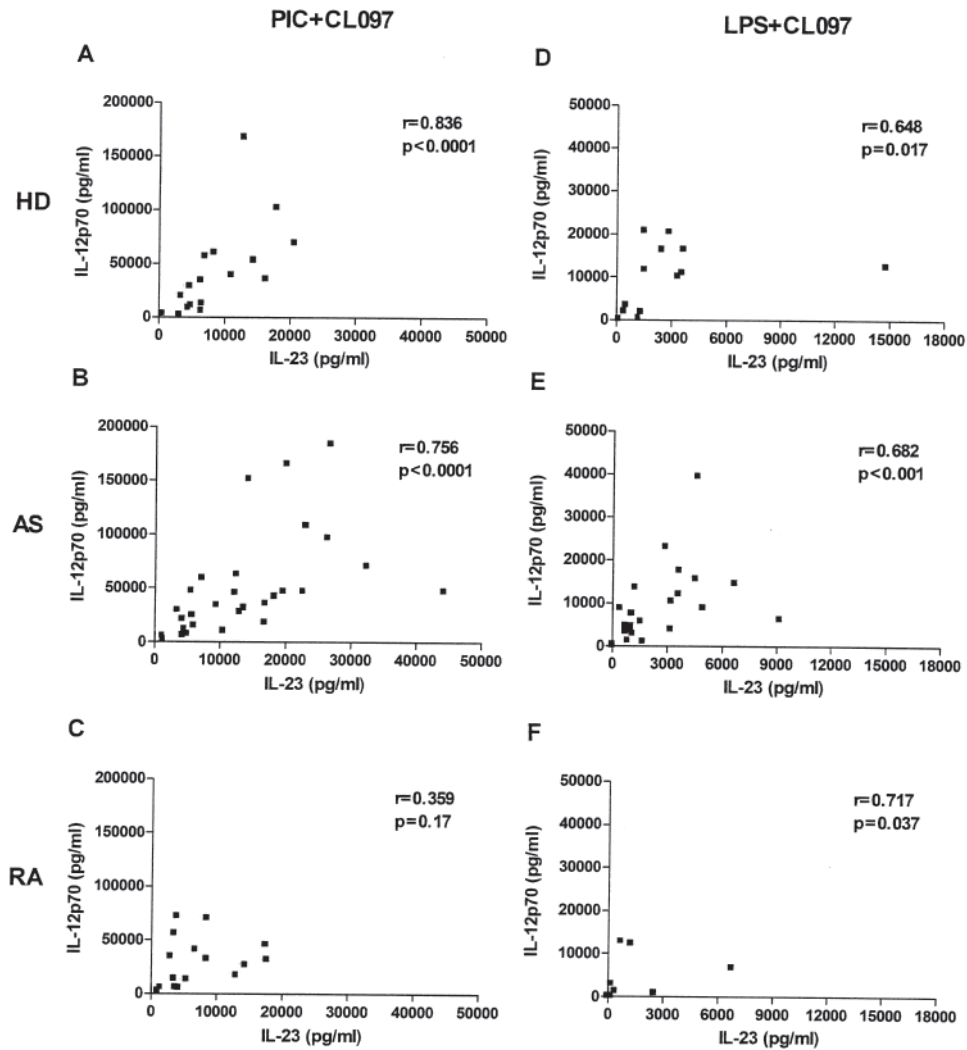 PIC+CL097
LPS+CL097
A
200000
150000
100000
50000
0
IL-12p70 (pg/ml)
r=0.836
p<0.0001
HD
0 10000 20000 30000 40000 50000
IL-23 (pg/ml)
D
50000
40000
30000
20000
10000
0
IL-12p70 (pg/ml)
r=0.648
p=0.017
0 3000 6000 9000 12000 15000 18000
IL-23 (pg/ml)
B
200000
150000
100000
50000
0
IL-12p70 (pg/ml)
r=0.756
p<0.0001
AS
0 10000 20000 30000 40000 50000
IL-23 (pg/ml)
E
50000
40000
30000
20000
10000
0
IL-12p70 (pg/ml)
r=0.682
p<0.001
0 3000 6000 9000 12000 15000 18000
IL-23 (pg/ml)
C
200000
150000
100000
50000
0
IL-12p70 (pg/ml)
r=0.359
p=0.17
RA
0 10000 20000 30000 40000 50000
IL-23 (pg/ml)
F
50000
40000
30000
20000
10000
0
IL-12p70 (pg/ml)
r=0.717
p=0.037
0 3000 6000 9000 12000 15000 18000
IL-23 (pg/ml)